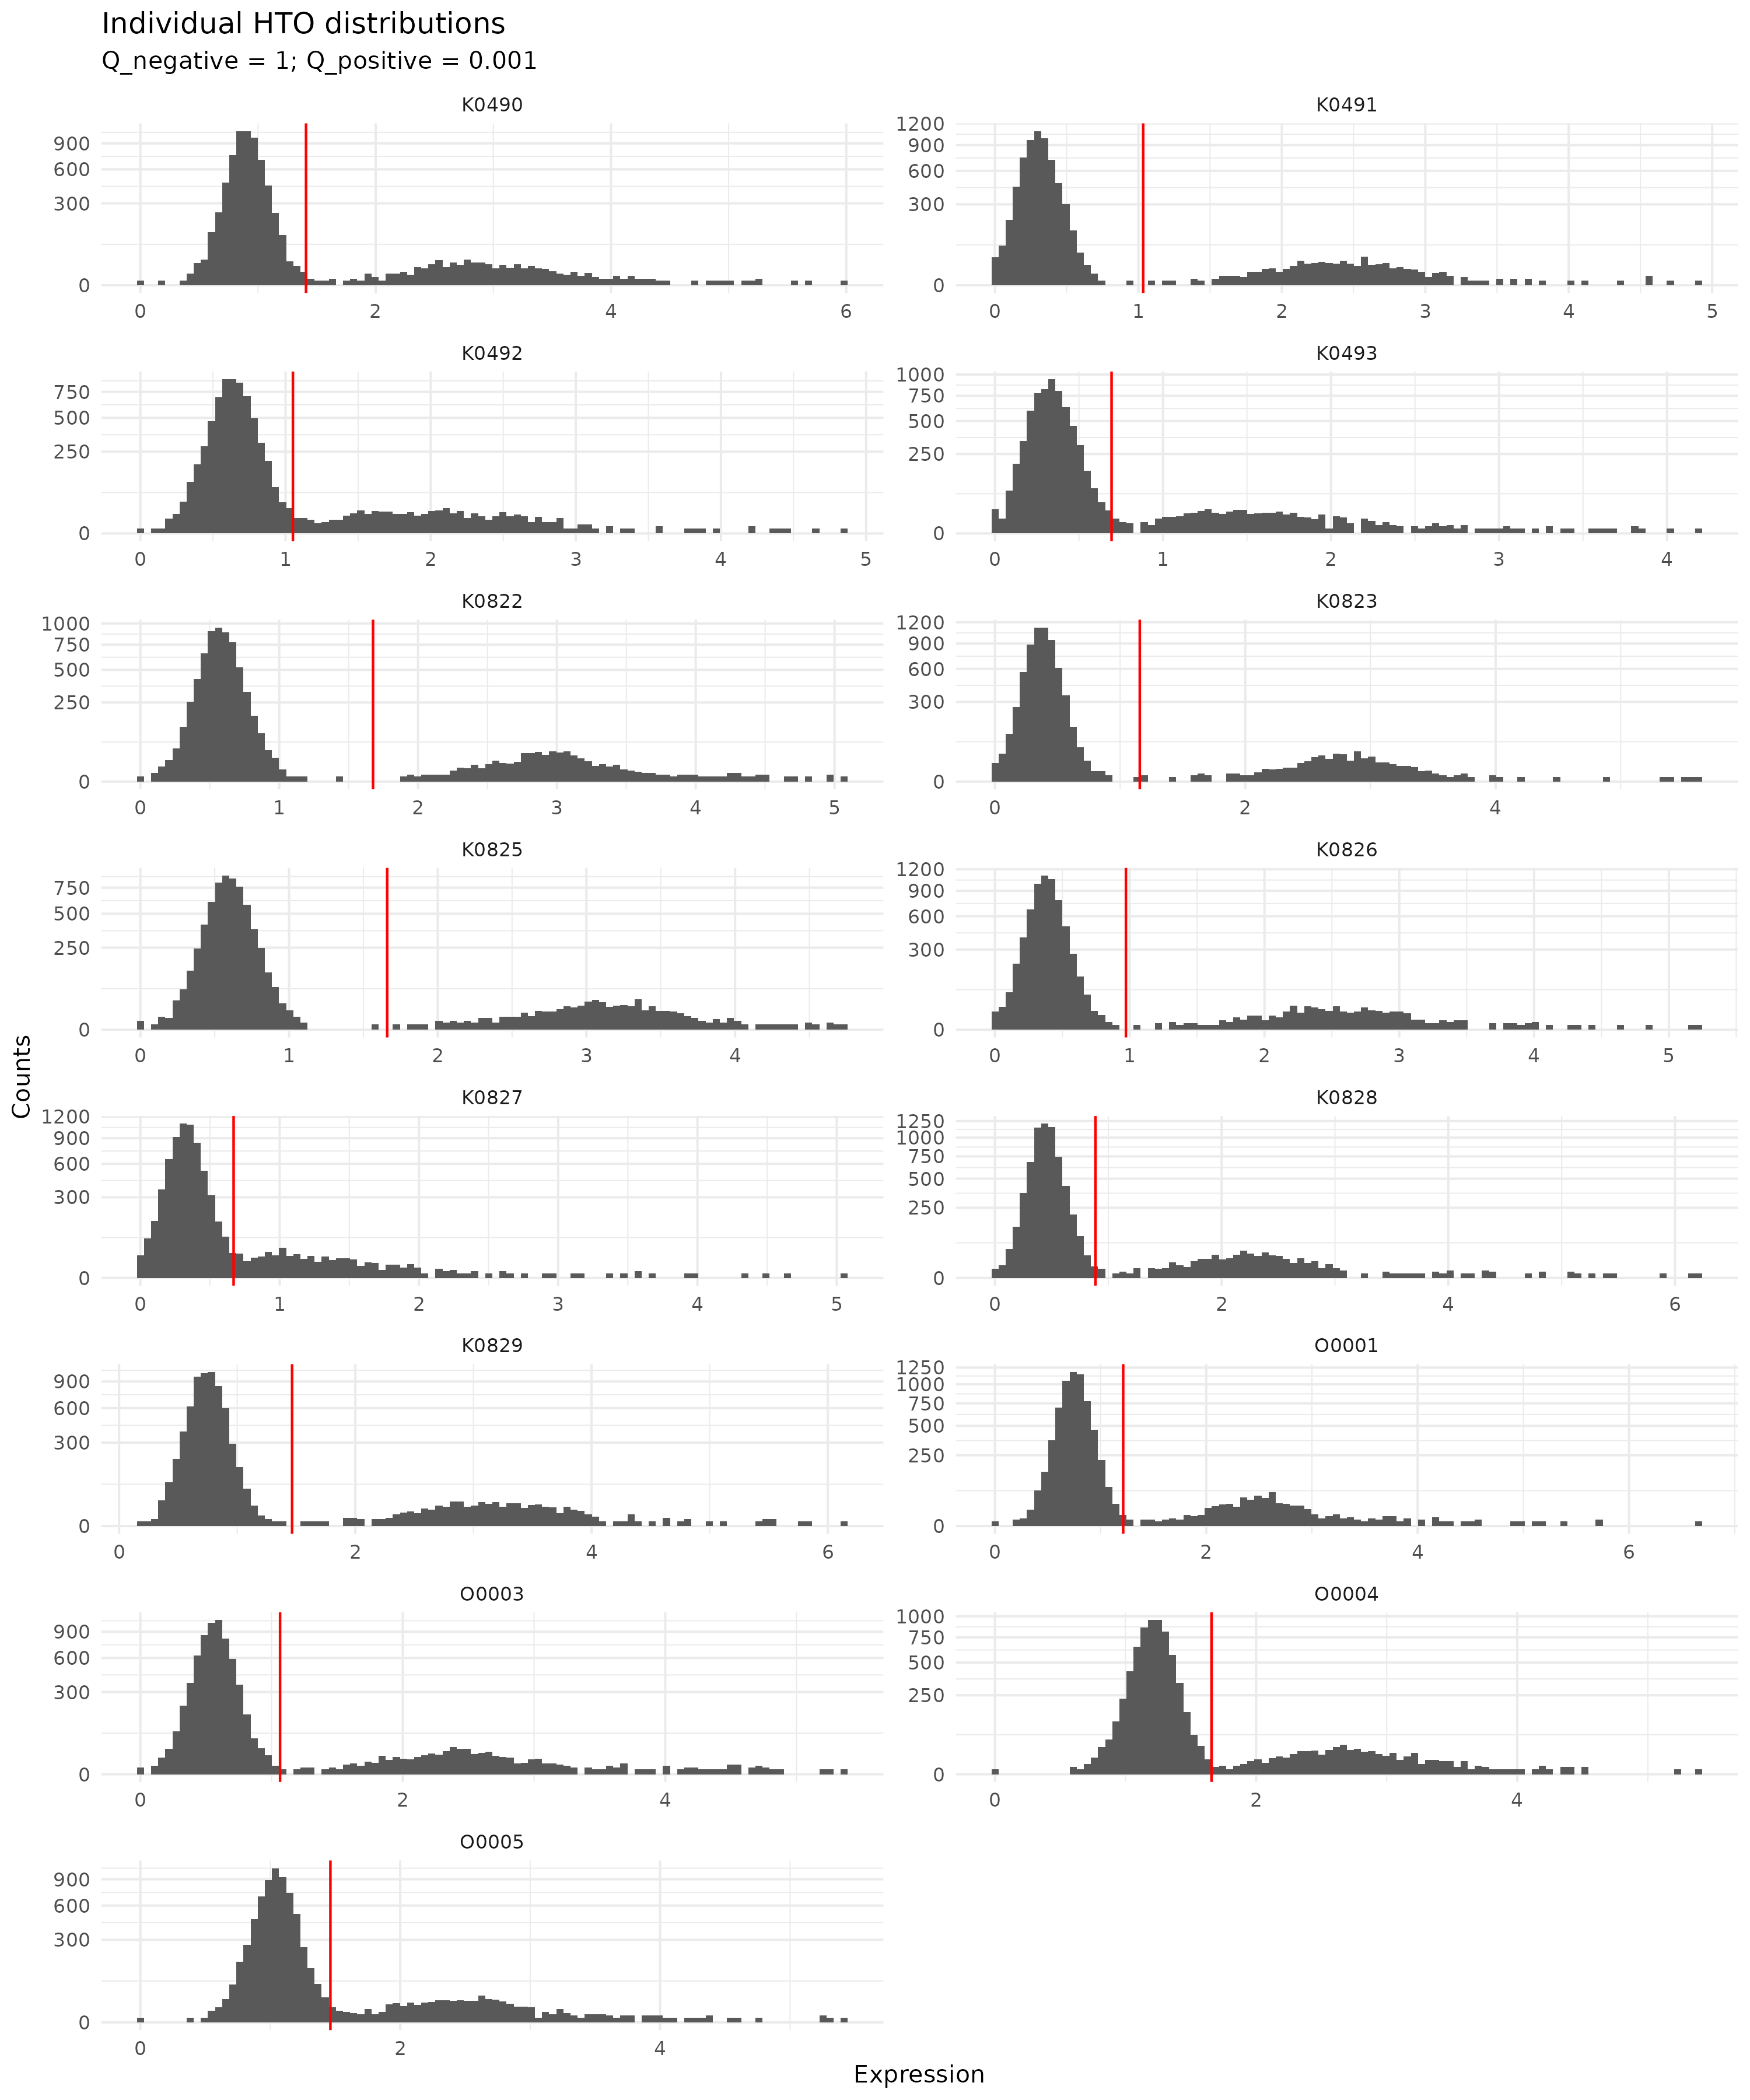 Individual HTO distributions
Q_negative = 1; Q_positive = 0.001
K0490
900
600
300
0
0 2 4 6
K0491
1200
900
600
300
0
0 1 2 3 4 5
K0492
750
500
250
0
0 1 2 3 4 5
K0493
1000
750
500
250
0
0 1 2 3 4
K0822
1000
750
500
250
0
0 1 2 3 4 5
K0823
1200
900
600
300
0
0 2 4
K0825
750
500
250
0
0 1 2 3 4
K0826
1200
900
600
300
0
0 1 2 3 4 5
Counts
K0827
1200
900
600
300
0
0 1 2 3 4 5
K0828
1250
1000
750
500
250
0
0 2 4 6
K0829
900
600
300
0
0 2 4 6
O0001
1250
1000
750
500
250
0
0 2 4 6
O0003
900
600
300
0
0 2 4
O0004
1000
750
500
250
0
0 2 4
O0005
900
600
300
0
0 2 4
Expression